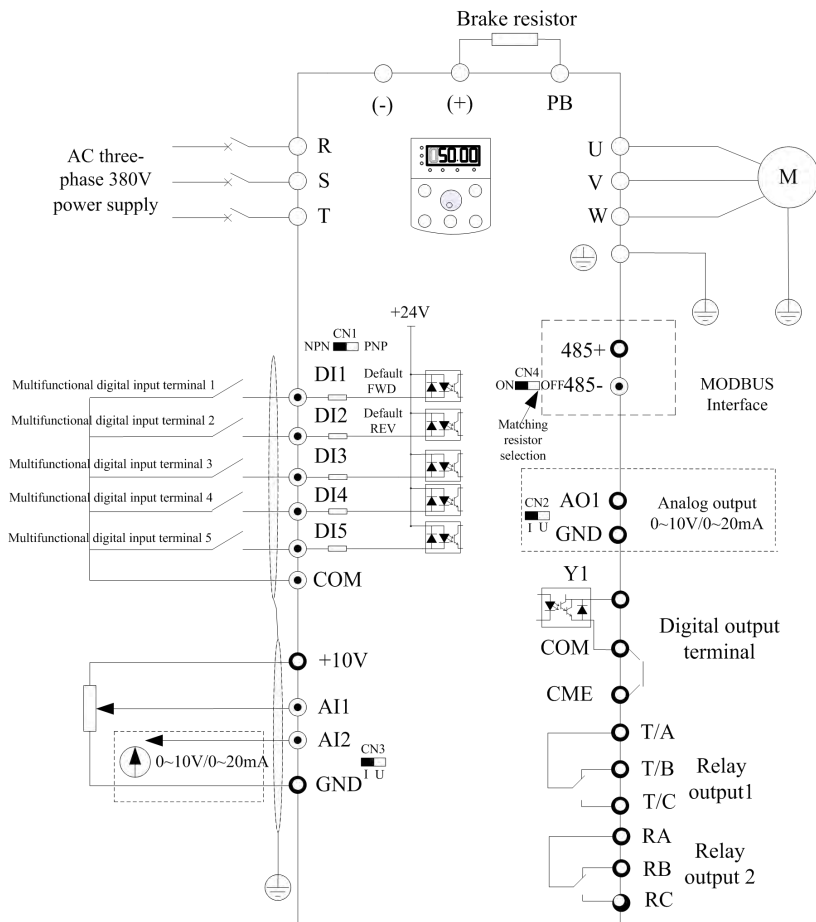 Brake resistor
(-)
(+)
PB
AC three-
phase 380V
power supply
R
S
T
50.00
U
V
W
M
+24V
CN1
NPN
PNP
Multifunctional digital input terminal 1
DI1
Default
FWD
Multifunctional digital input terminal 2
DI2
Default
REV
Multifunctional digital input terminal 3
DI3
Multifunctional digital input terminal 4
DI4
Multifunctional digital input terminal 5
DI5
COM
485+
CN4
ON
OFF
485-
Matching
resistor
selection
MODBUS
Interface
CN2
I U
AO1
GND
Analog output
0~10V/0~20mA
Y1
COM
CME
Digital output
terminal
+10V
AI1
AI2
0~10V/0~20mA
CN3
I U
GND
T/A
T/B
T/C
Relay
output1
RA
RB
RC
Relay
output 2